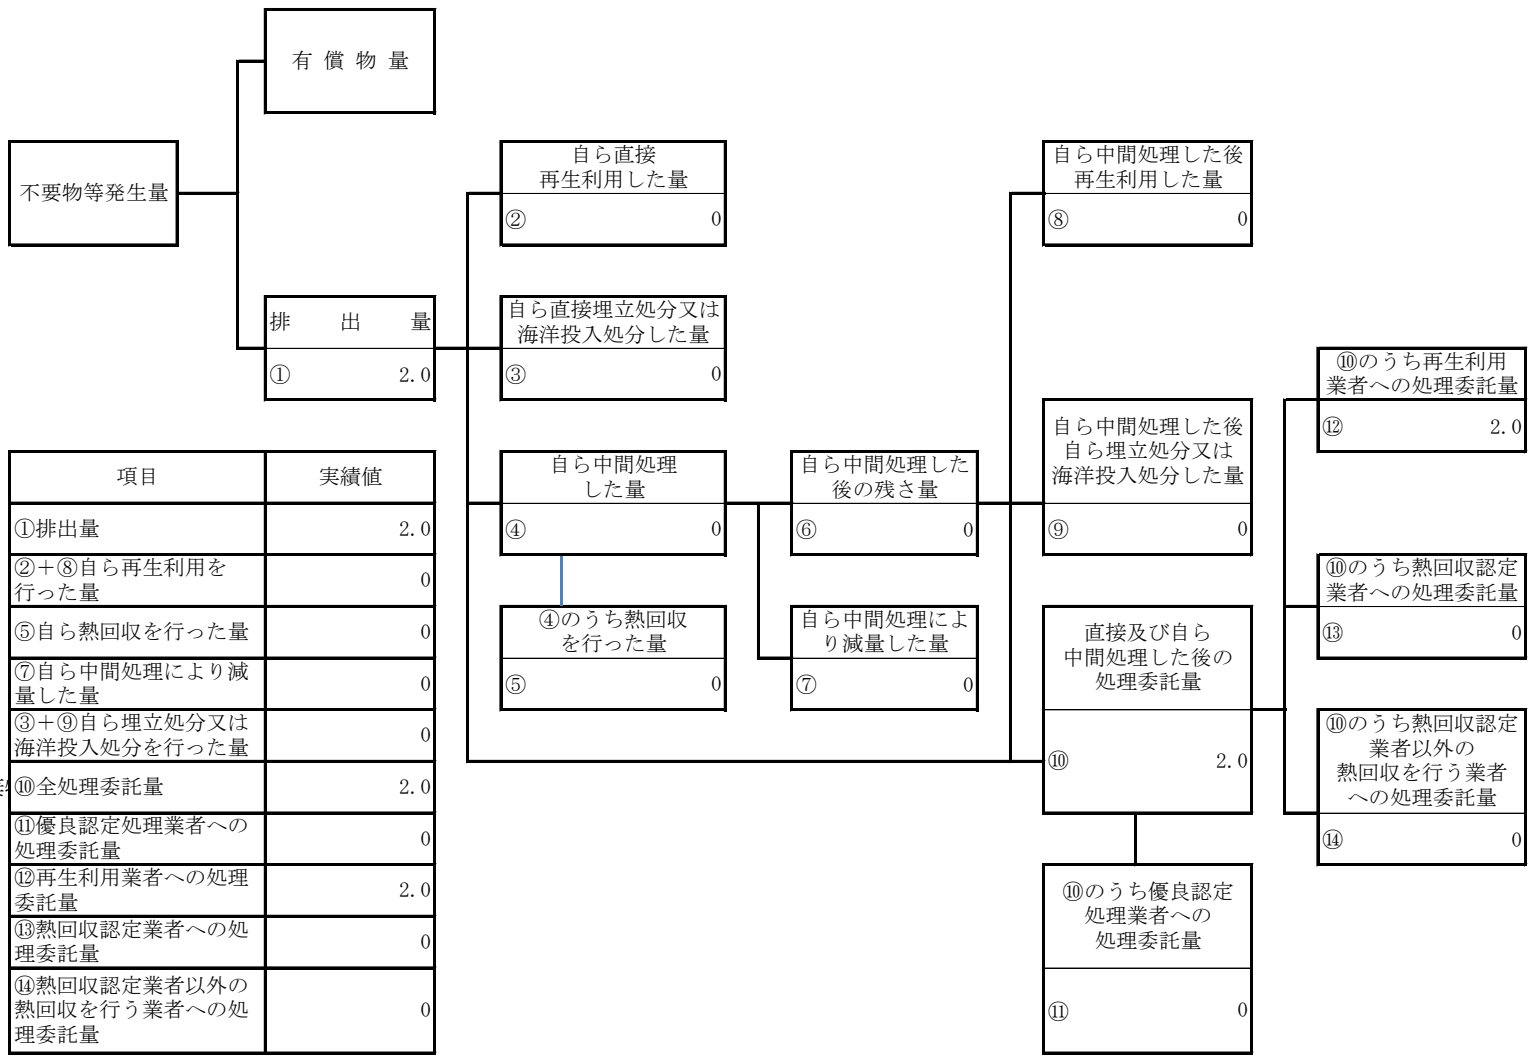 有償物量
不要物等発生量
排出量
① 2.0
自ら直接
再生利用した量
② 0
自ら直接埋立処分又は
海洋投入処分した量
③ 0
自ら中間処理
した量
④ 0
④のうち熱回収
を行った量
⑤ 0
自ら中間処理した
後の残さ量
⑥ 0
自ら中間処理によ
り減量した量
⑦ 0
自ら中間処理した後
再生利用した量
⑧ 0
自ら中間処理した後
自ら埋立処分又は
海洋投入処分した量
⑨ 0
直接及び自ら
中間処理した後の
処理委託量
⑩ 2.0
⑩のうち優良認定
処理業者への
処理委託量
⑪ 0
⑩のうち再生利用
業者への処理委託量
⑫ 2.0
⑩のうち熱回収認定
業者への処理委託量
⑬ 0
⑩のうち熱回収認定
業者以外の
熱回収を行う業者
への処理委託量
⑭ 0
項目 実績値
①排出量 2.0
②＋⑧自ら再生利用を
行った量 0
⑤自ら熱回収を行った量 0
⑦自ら中間処理により減
量した量 0
③＋⑨自ら埋立処分又は
海洋投入処分を行った量 0
⑩全処理委託量 2.0
⑪優良認定処理業者への
処理委託量 0
⑫再生利用業者への処理
委託量 2.0
⑬熱回収認定業者への処
理委託量 0
⑭熱回収認定業者以外の
熱回収を行う業者への処
理委託量 0